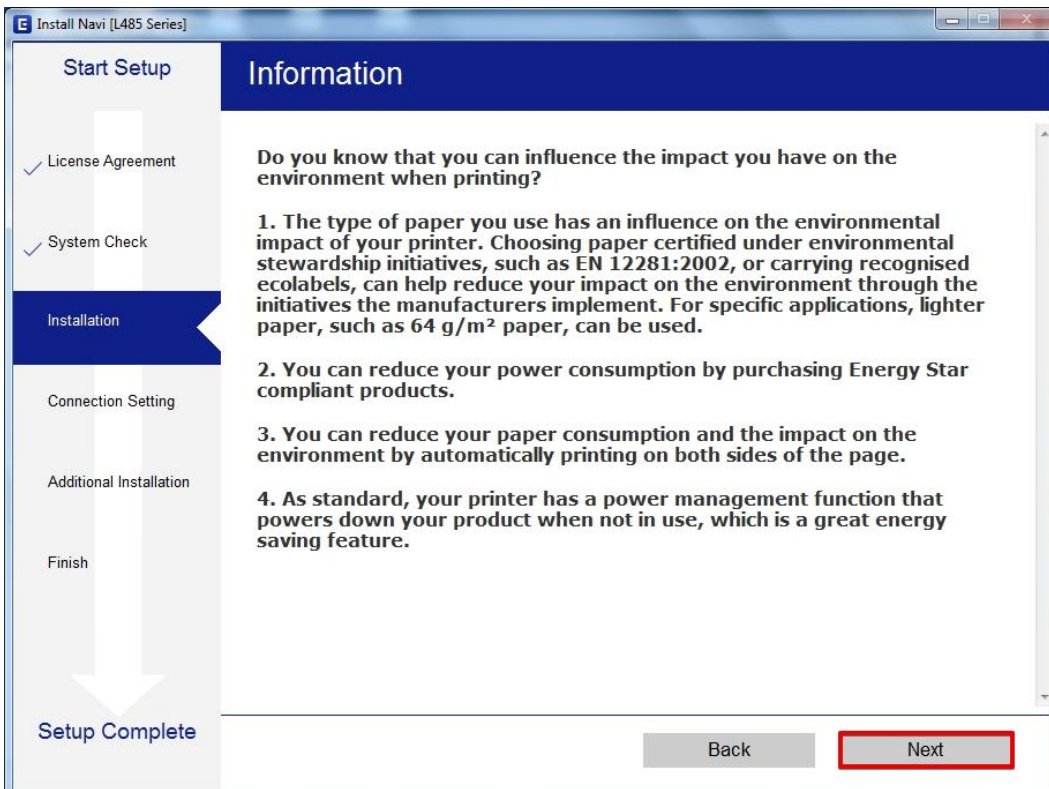 E Install Navi [L485 Series]
Start Setup
License Agreement
System Check
Installation
Connection Setting
Additional Installation
Finish
Setup Complete
Information
Do you know that you can influence the impact you have on the
environment when printing?
1. The type of paper you use has an influence on the environmental
impact of your printer. Choosing paper certified under environmental
stewardship initiatives, such as EN 12281:2002, or carrying recognised
ecolabels, can help reduce your impact on the environment through the
initiatives the manufacturers implement. For specific applications, lighter
paper, such as 64 g/m² paper, can be used.
2. You can reduce your power consumption by purchasing Energy Star
compliant products.
3. You can reduce your paper consumption and the impact on the
environment by automatically printing on both sides of the page.
4. As standard, your printer has a power management function that
powers down your product when not in use, which is a great energy
saving feature.
Back
Next